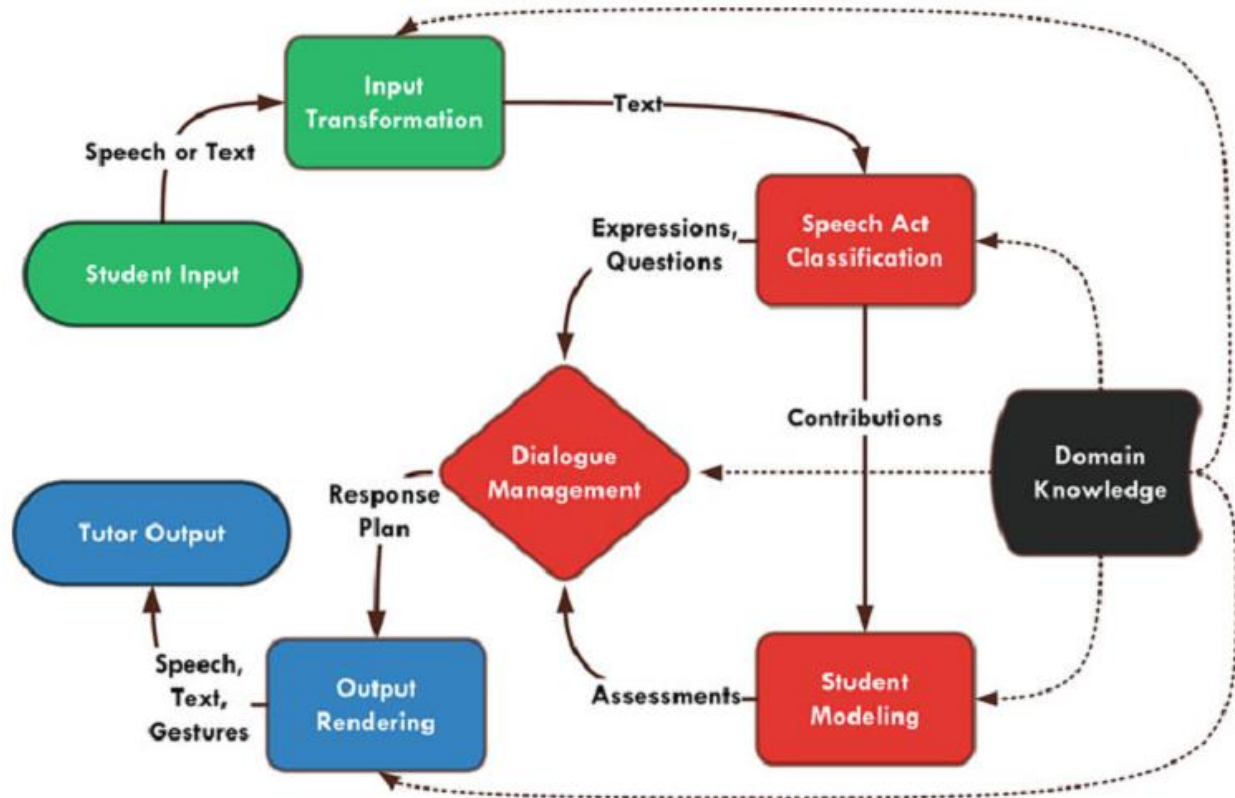 Input
Transformation
Text
Speech or Text
Student Input
Expressions,
Questions
Speech Act
Classification
Contributions
Domain
Knowledge
Dialogue
Management
Response
Plan
Tutor Output
Speech,
Text,
Gestures
Output
Rendering
Assessments
Student
Modeling